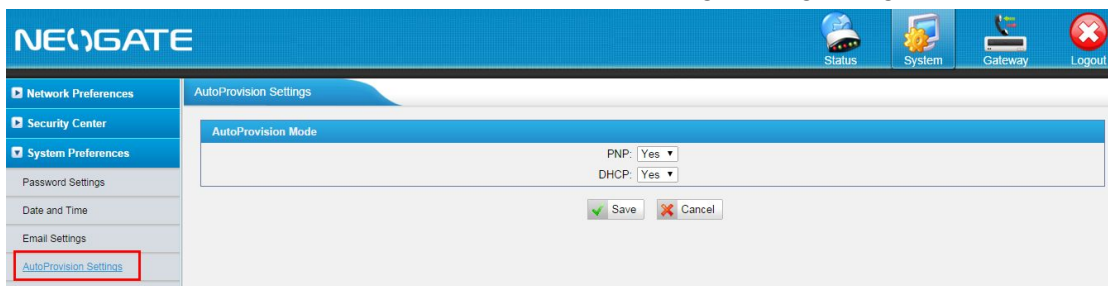 NEOGATE
Status
System
Gateway
Logout
Network Preferences
Security Center
System Preferences
Password Settings
Date and Time
Email Settings
AutoProvision Settings
AutoProvision Settings
AutoProvision Mode
PNP: Yes
DHCP: Yes
Save
Cancel